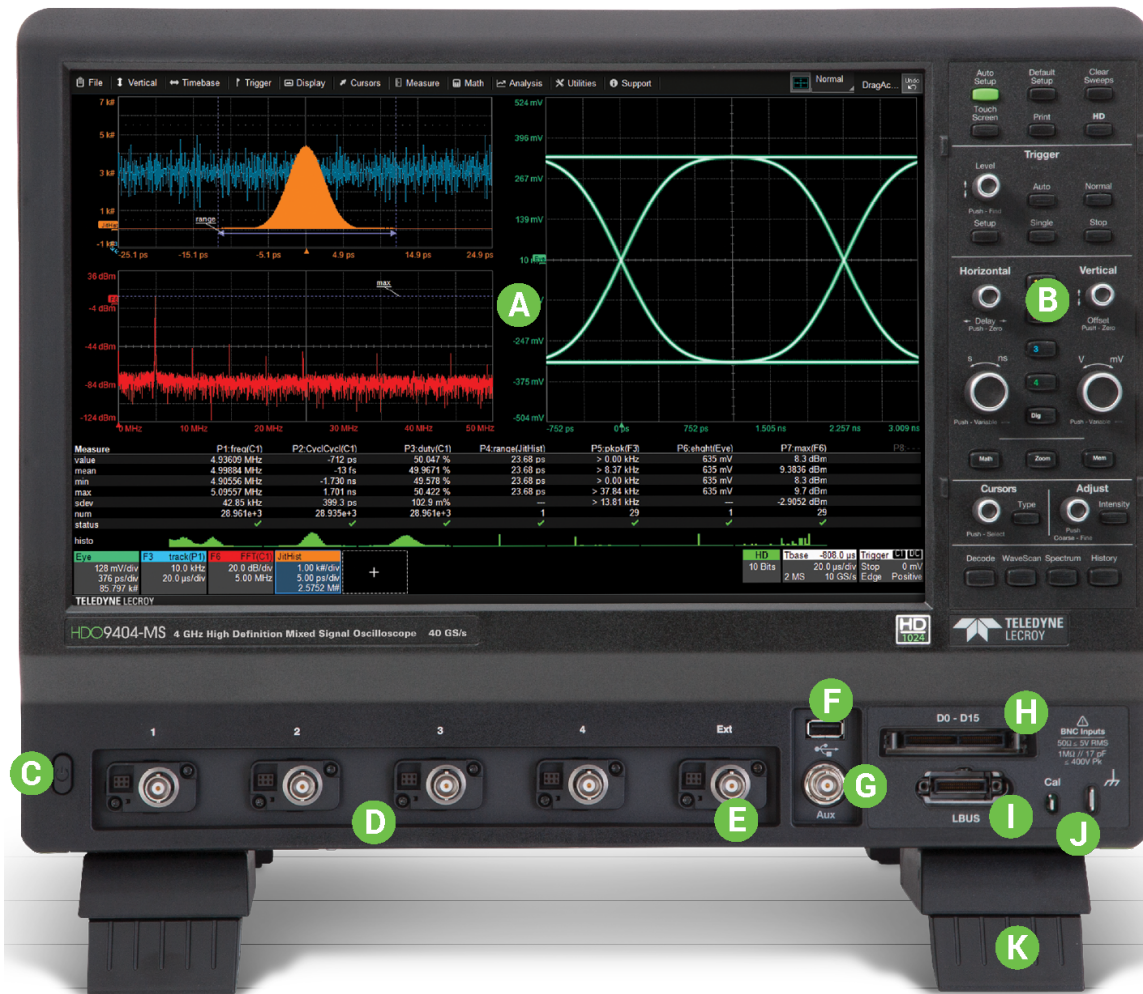 File Vertical Timebase Trigger Display Cursors Measure Math Analysis Utilities Support Normal DragAc... Undo
7 k#
5 k#
3 k#
1 k#
-1 k#
range
-25.1 ps -15.1 ps -5.1 ps 4.9 ps 14.9 ps 24.9 ps
36 dBm
-4 dBm
-44 dBm
-84 dBm
-124 dBm
max
0 MHz 10 MHz 20 MHz 30 MHz 40 MHz 50 MHz
524 mV
396 mV
267 mV
139 mV
10 mV
Eye
-247 mV
-375 mV
-504 mV
-752 ps 0 ps 752 ps 1.505 ns 2.257 ns 3.009 ns
A
Measure P1:freq(C1) P2:CyclCycl(C1) P3:duty(C1) P4:range(JitHist) P5:pkpk(F3) P6:ehght(Eye) P7:max(F6) P8:- - -
value 4.93609 MHz -712 ps 50.047 % 23.68 ps > 0.00 kHz 635 mV 8.3 dBm
mean 4.99884 MHz -13 fs 49.9671 % 23.68 ps > 8.37 kHz 635 mV 9.3836 dBm
min 4.90556 MHz -1.730 ns 49.578 % 23.68 ps > 0.00 kHz 635 mV 8.3 dBm
max 5.09557 MHz 1.701 ns 50.422 % 23.68 ps > 37.84 kHz 635 mV 9.7 dBm
sdev 42.85 kHz 399.3 ps 102.9 m% — > 13.81 kHz — -2.9052 dBm
num 28.961e+3 28.935e+3 28.961e+3 1 29 1 29
status
histo
Eye
128 mV/div
376 ps/div
85.797 k#
F3 track(P1)
10.0 kHz
20.0 µs/div
F6 FFT(C1)
20.0 dB/div
5.00 MHz
JitHist
1.00 k#/div
5.00 ps/div
2.5752 M#
+
HD
10 Bits
Tbase -808.0 µs
20.0 µs/div
2 MS 10 GS/s
Trigger C1 DC
Stop 0 mV
Edge Positive
TELEDYNE LECROY
HDO9404-MS 4 GHz High Definition Mixed Signal Oscilloscope 40 GS/s
HD
1024
TELEDYNE
LECROY
Auto Setup
Default Setup
Clear Sweeps
Touch Screen
Print
HD
Trigger
Level
Push - Find
Auto
Normal
Setup
Single
Stop
Horizontal
Vertical
B
← Delay →
Push - Zero
Offset
Push - Zero
3
s ns
V mV
4
Dig
Push - Variable
Push - Variable
Math
Zoom
Mem
Cursors
Adjust
Type
Intensity
Push - Select
Push
Coarse - Fine
Decode
WaveScan
Spectrum
History
C
1
2
3
4
Ext
D
E
F
G
Aux
D0 - D15
H
BNC Inputs
50Ω ≤ 5V RMS
1MΩ // 17 pF
≤ 400V Pk
LBUS
I
Cal
J
K